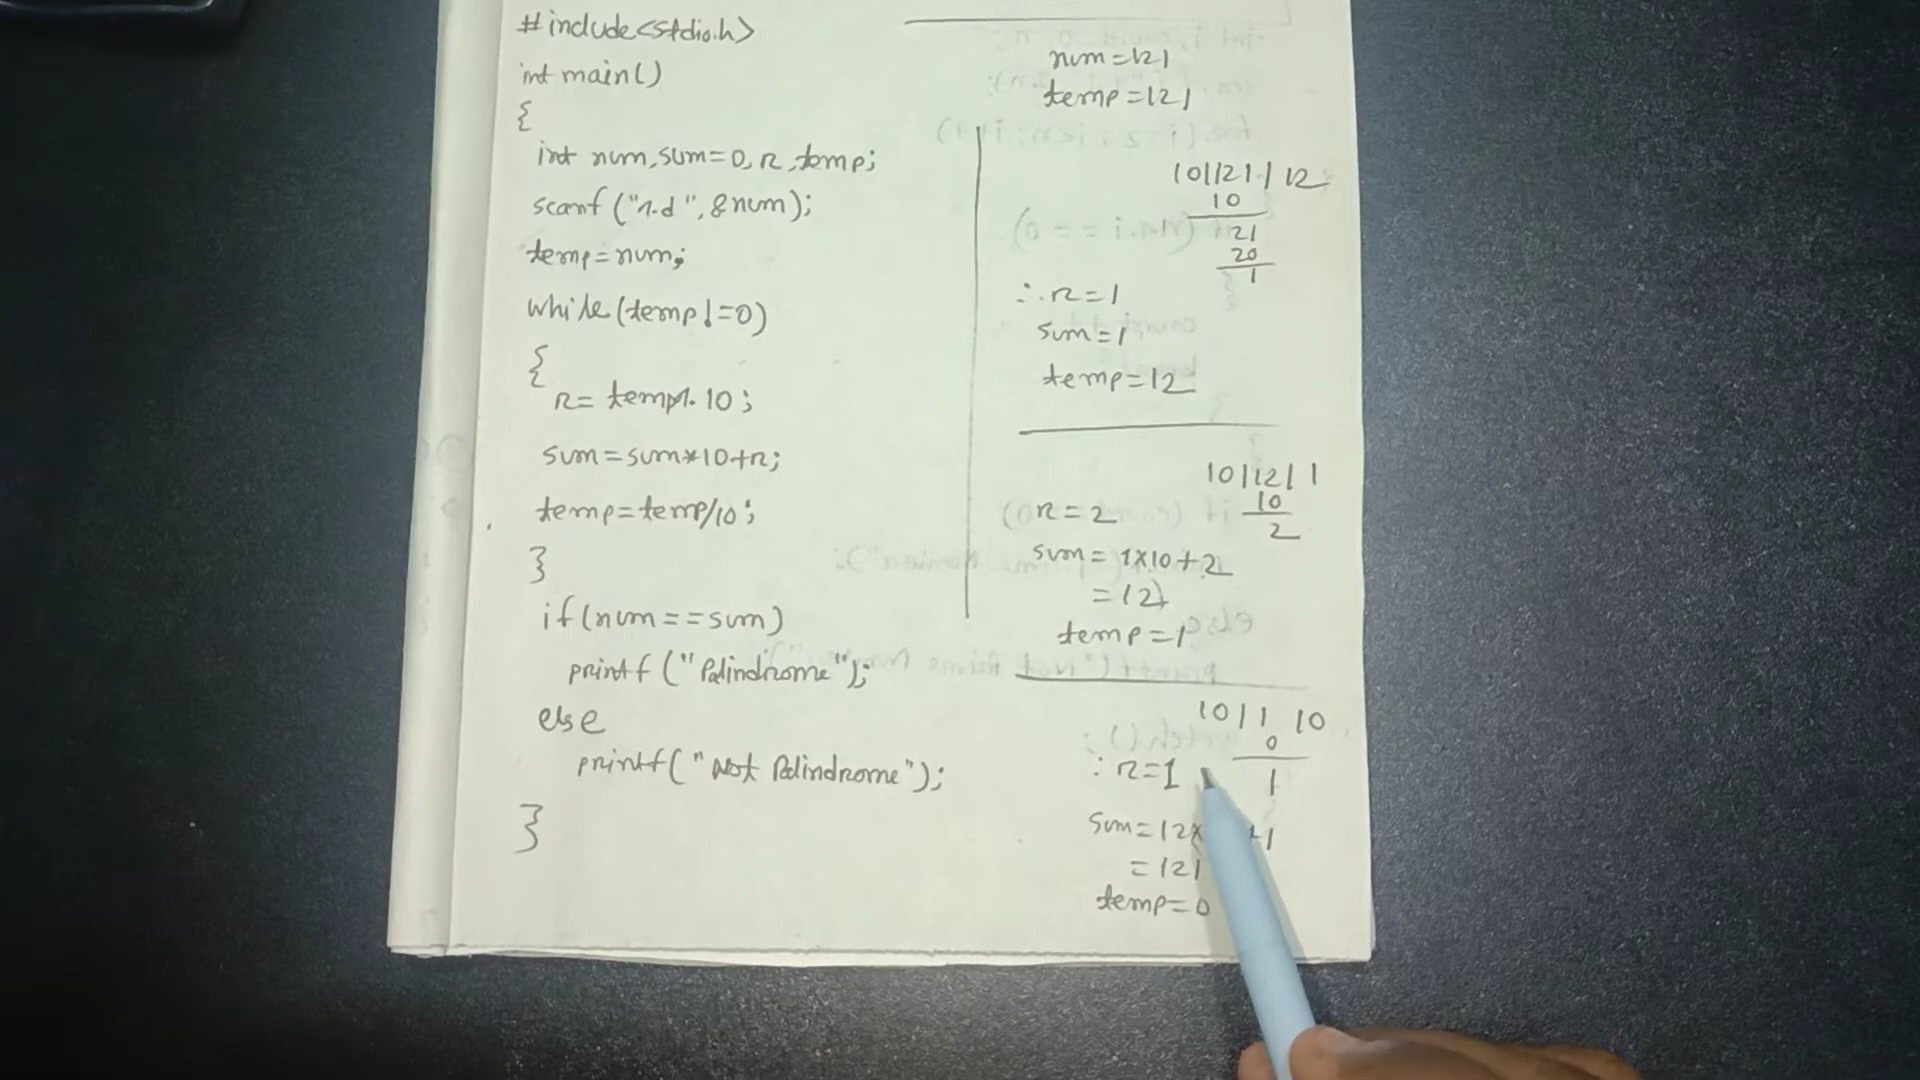 #include<stdio.h>
int main()
{
int num,sum=0,r,temp;
scanf("%d",&num);
temp=num;
while(temp!=0)
{
r= temp%10;
sum=sum*10+r;
temp=temp/10;
}
if(num==sum)
printf("Palindrome");
else
printf("Not Palindrome");
}
num=121
temp=121
10|121|12
10
21
20
1
∴r=1
sum=1
temp=12
10|12|1
10
2
r=2
sum=1x10+2
=12
temp=1
10|1|0
0
1
∴r=1
sum=12x +1
=121
temp=0